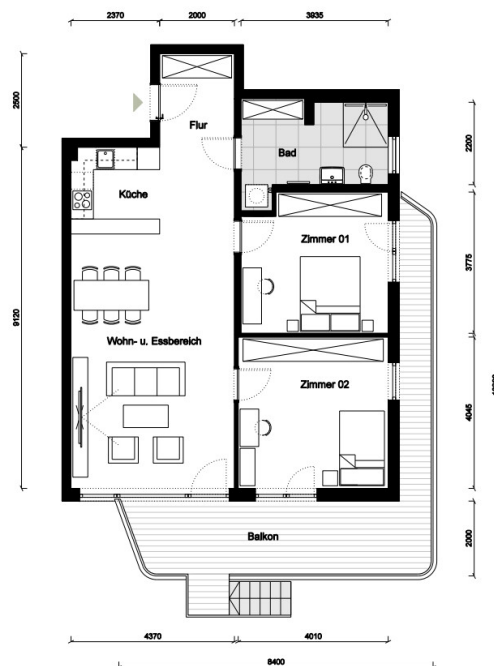 2370 2000 3935
2500
2200
Flur
Bad
Küche
Zimmer 01
3775
9120
Wohn- u. Essbereich
Zimmer 02
4045
Balkon
2000
4370 4010
8400